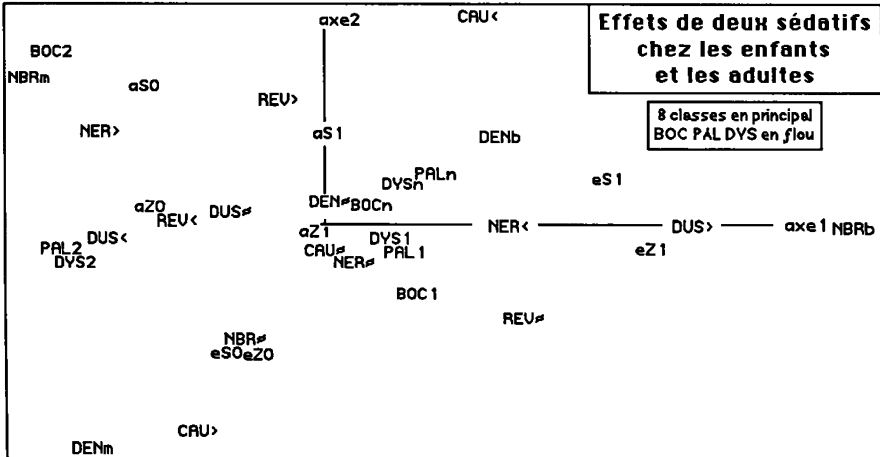 axe2
CAU<
Effets de deux sédatifs
chez les enfants
et les adultes
BOC2
NBRm
aS0
REV>
NER>
aS1
DENb
8 classes en principal
BOC PAL DYS en flou
PALn
DYSn
eS1
DEN≠
BOCn
aZ0
REV<
DUS≠
aZ1
NER<
DUS>
axe1
NBRb
DUS<
DYS1
PAL2
CAU≠
PAL1
eZ1
DYS2
NER≠
BOC1
REV≠
NBR≠
eS0eZ0
CAU>
DENm